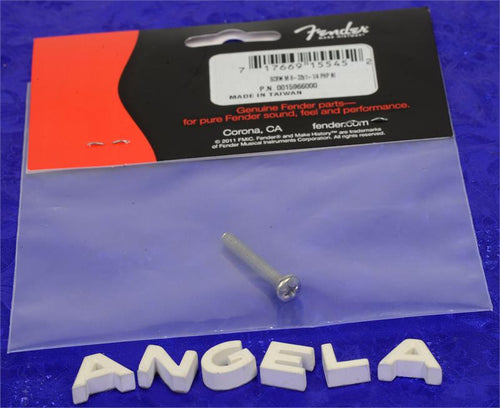 Fender
MAKE HISTORY™
7 17669 15545 2
SCRW M 8-32x1-1/4 PHP NI
P.N. 0015966000
MADE IN TAIWAN
Genuine Fender parts—
for pure Fender sound, feel and performance.
Corona, CA fender.com
© 2011 FMIC. Fender® and Make History™ are trademarks
of Fender Musical Instruments Corporation. All rights reserved.
ANGELA